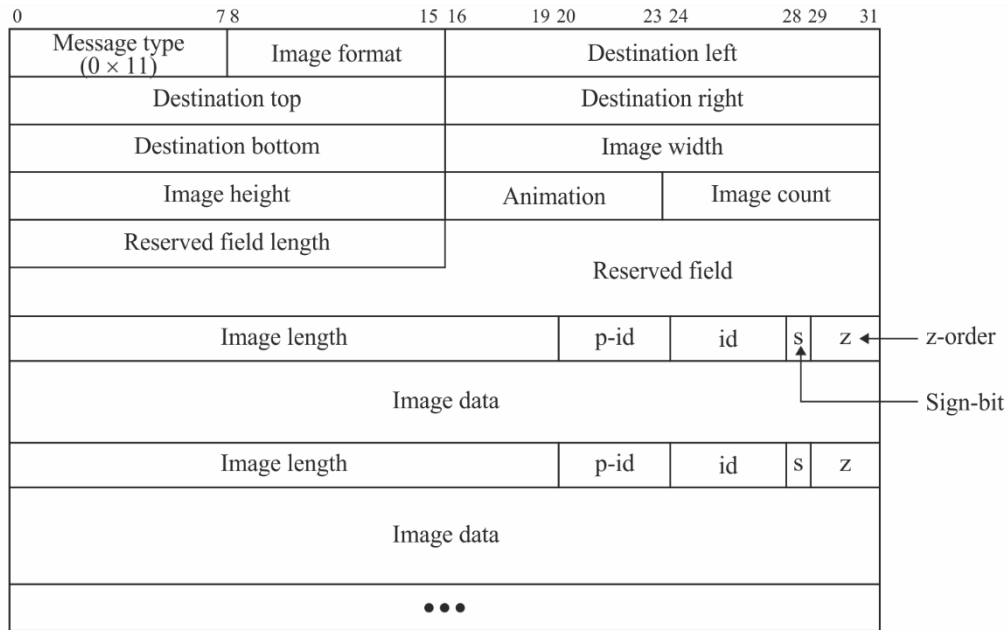 0 7 8 15 16 19 20 23 24 28 29 31
Message type
(0 × 11)
Image format
Destination left
Destination top
Destination right
Destination bottom
Image width
Image height
Animation
Image count
Reserved field length
Reserved field
Image length
p-id
id
s
z
z-order
Image data
Sign-bit
Image length
p-id
id
s
z
Image data
•••